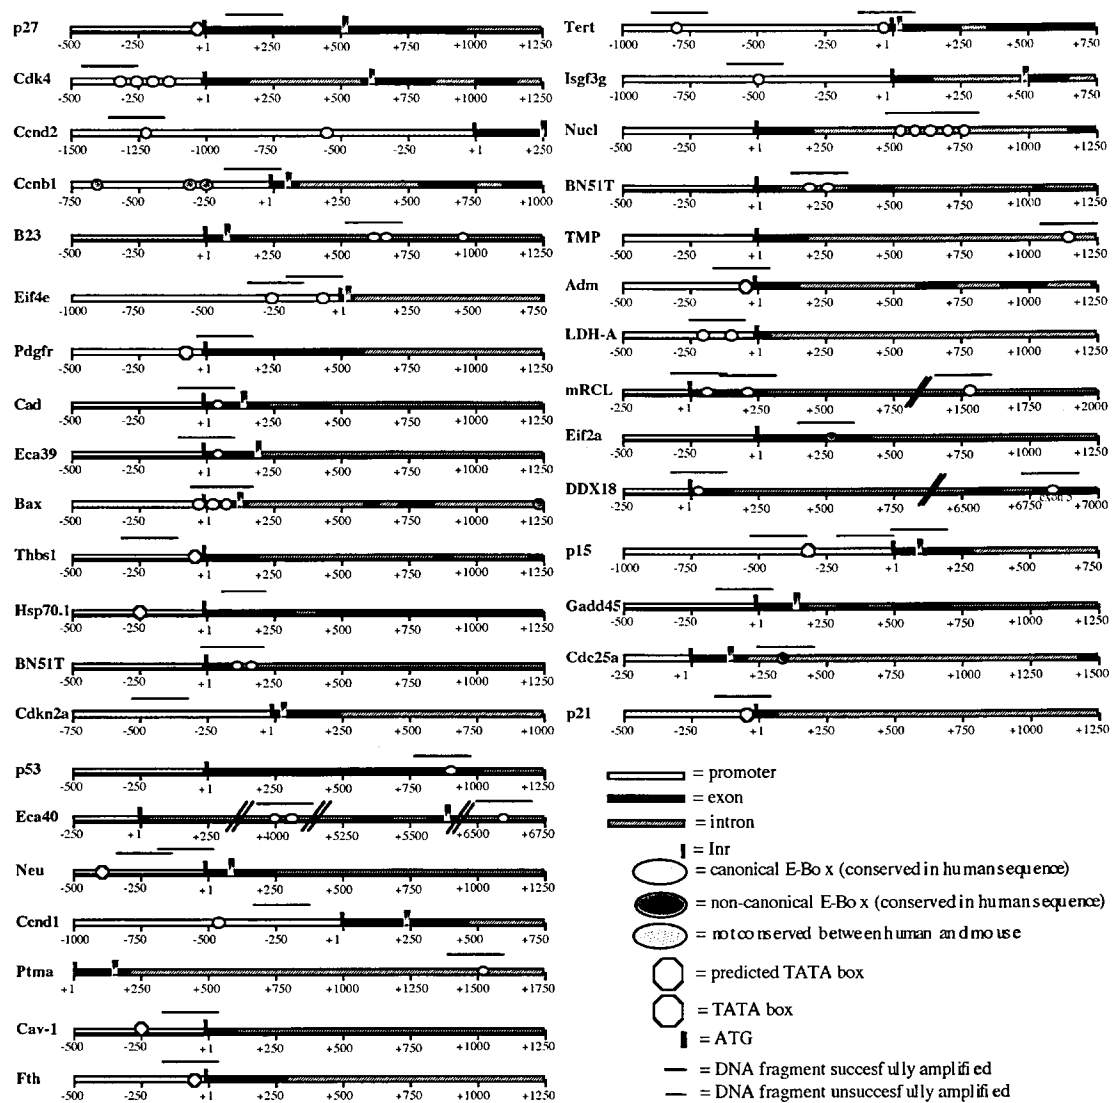 p27
-500 -250 +1 +250 +500 +750 +1000 +1250
Cdk4
-500 -250 +1 +250 +500 +750 +1000 +1250
Ccnd2
-1500 -1250 -1000 -750 -500 -250 +1 +250
Ccnb1
-750 -500 -250 +1 +250 +500 +750 +1000
B23
-500 -250 +1 +250 +500 +750 +1000 +1250
Eif4e
-1000 -750 -500 -250 +1 +250 +500 750
Pdgfr
-500 -250 +1 +250 +500 +750 +1000 +1250
Cad
-500 -250 +1 +250 +500 +750 +1000 +1250
Eca39
-500 -250 +1 +250 +500 +750 +1000 +1250
Bax
-500 -250 +1 +250 +500 +750 +1000 +1250
Thbs1
-500 -250 +1 +250 +500 +750 +1000 +1250
Hsp70.1
-500 -250 +1 +250 +500 +750 +1000 +1250
BN51T
-500 -250 +1 +250 +500 +750 +1000 +1250
Cdkn2a
-750 -500 -250 +1 +250 +500 +750 +1000
p53
-500 -250 +1 +250 +500 +750 +1000 +1250
Eca40
-250 +1 +250 +4000 +5250 +5500 +6500 +6750
Neu
-500 -250 +1 +250 +500 +750 +1000 +1250
Ccnd1
-1000 -750 -500 -250 +1 +250 +500 +750
Ptma
+1 +250 +500 +750 +1000 +1250 +1500 +1750
Cav-1
-500 -250 +1 +250 +500 +750 +1000 +1250
Fth
-500 -250 +1 +250 +500 +750 +1000 +1250
Tert
-1000 -750 -500 -250 +1 +250 +500 +750
Isgf3g
-1000 -750 -500 -250 +1 +250 +500 +750
Nucl
-500 -250 +1 +250 +500 +750 +1000 +1250
BN51T
-500 -250 +1 +250 +500 +750 +1000 +1250
TMP
-500 -250 +1 +250 +500 +750 +1000 +1250
Adm
-500 -250 +1 +250 +500 +750 +1000 +1250
LDH-A
-500 -250 +1 +250 +500 +750 +1000 +1250
mRCL
-250 +1 +250 +500 +750 +1500 +1750 +2000
Eif2a
-500 -250 +1 +250 +500 +750 +1000 +1250
DDX18
-250 +1 +250 +500 +750 +6500 +6750 +7000
exon 5
p15
-1000 -750 -500 -250 +1 +250 +500 +750
Gadd45
-500 -250 +1 +250 +500 +750 +1000 +1250
Cdc25a
-250 +1 +250 +500 +750 +1000 +1250 +1500
p21
-500 -250 +1 +250 +500 +750 +1000 +1250
= promoter
= exon
= intron
= Inr
= canonical E-Box (conserved in human sequence)
= non-canonical E-Box (conserved in human sequence)
= not conserved between human and mouse
= predicted TATA box
= TATA box
= ATG
= DNA fragment succesfully amplified
= DNA fragment unsuccesfully amplified